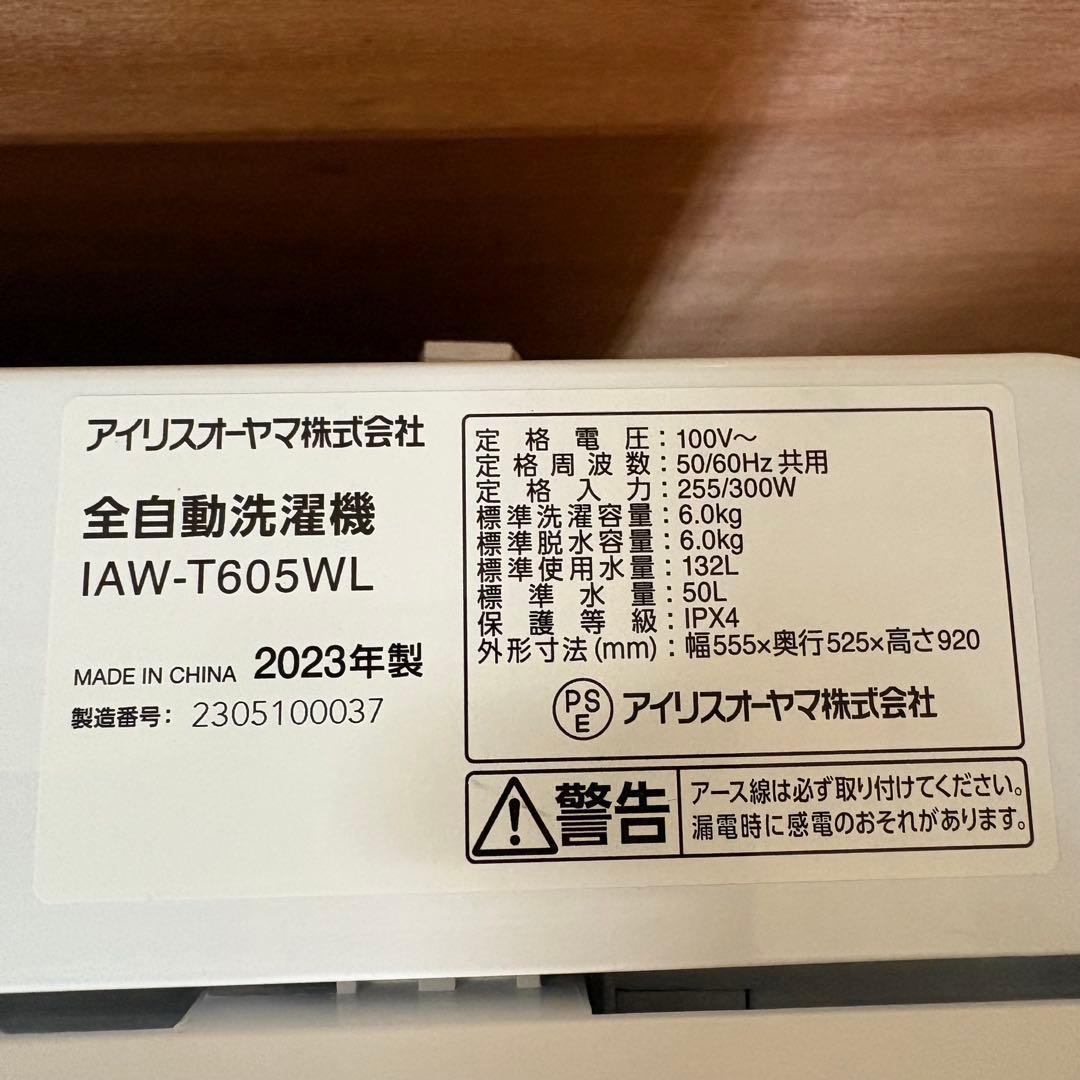 アイリスオーヤマ株式会社
全自動洗濯機
IAW-T605WL
MADE IN CHINA 2023年製
製造番号: 2305100037
定格電圧:100V～
定格周波数:50/60Hz共用
定格入力:255/300W
標準洗濯容量:6.0kg
標準脱水容量:6.0kg
標準使用水量:132L
標準水量:50L
保護等級:IPX4
外形寸法(mm):幅555×奥行525×高さ920
PSE アイリスオーヤマ株式会社
警告
アース線は必ず取り付けてください。
漏電時に感電のおそれがあります。